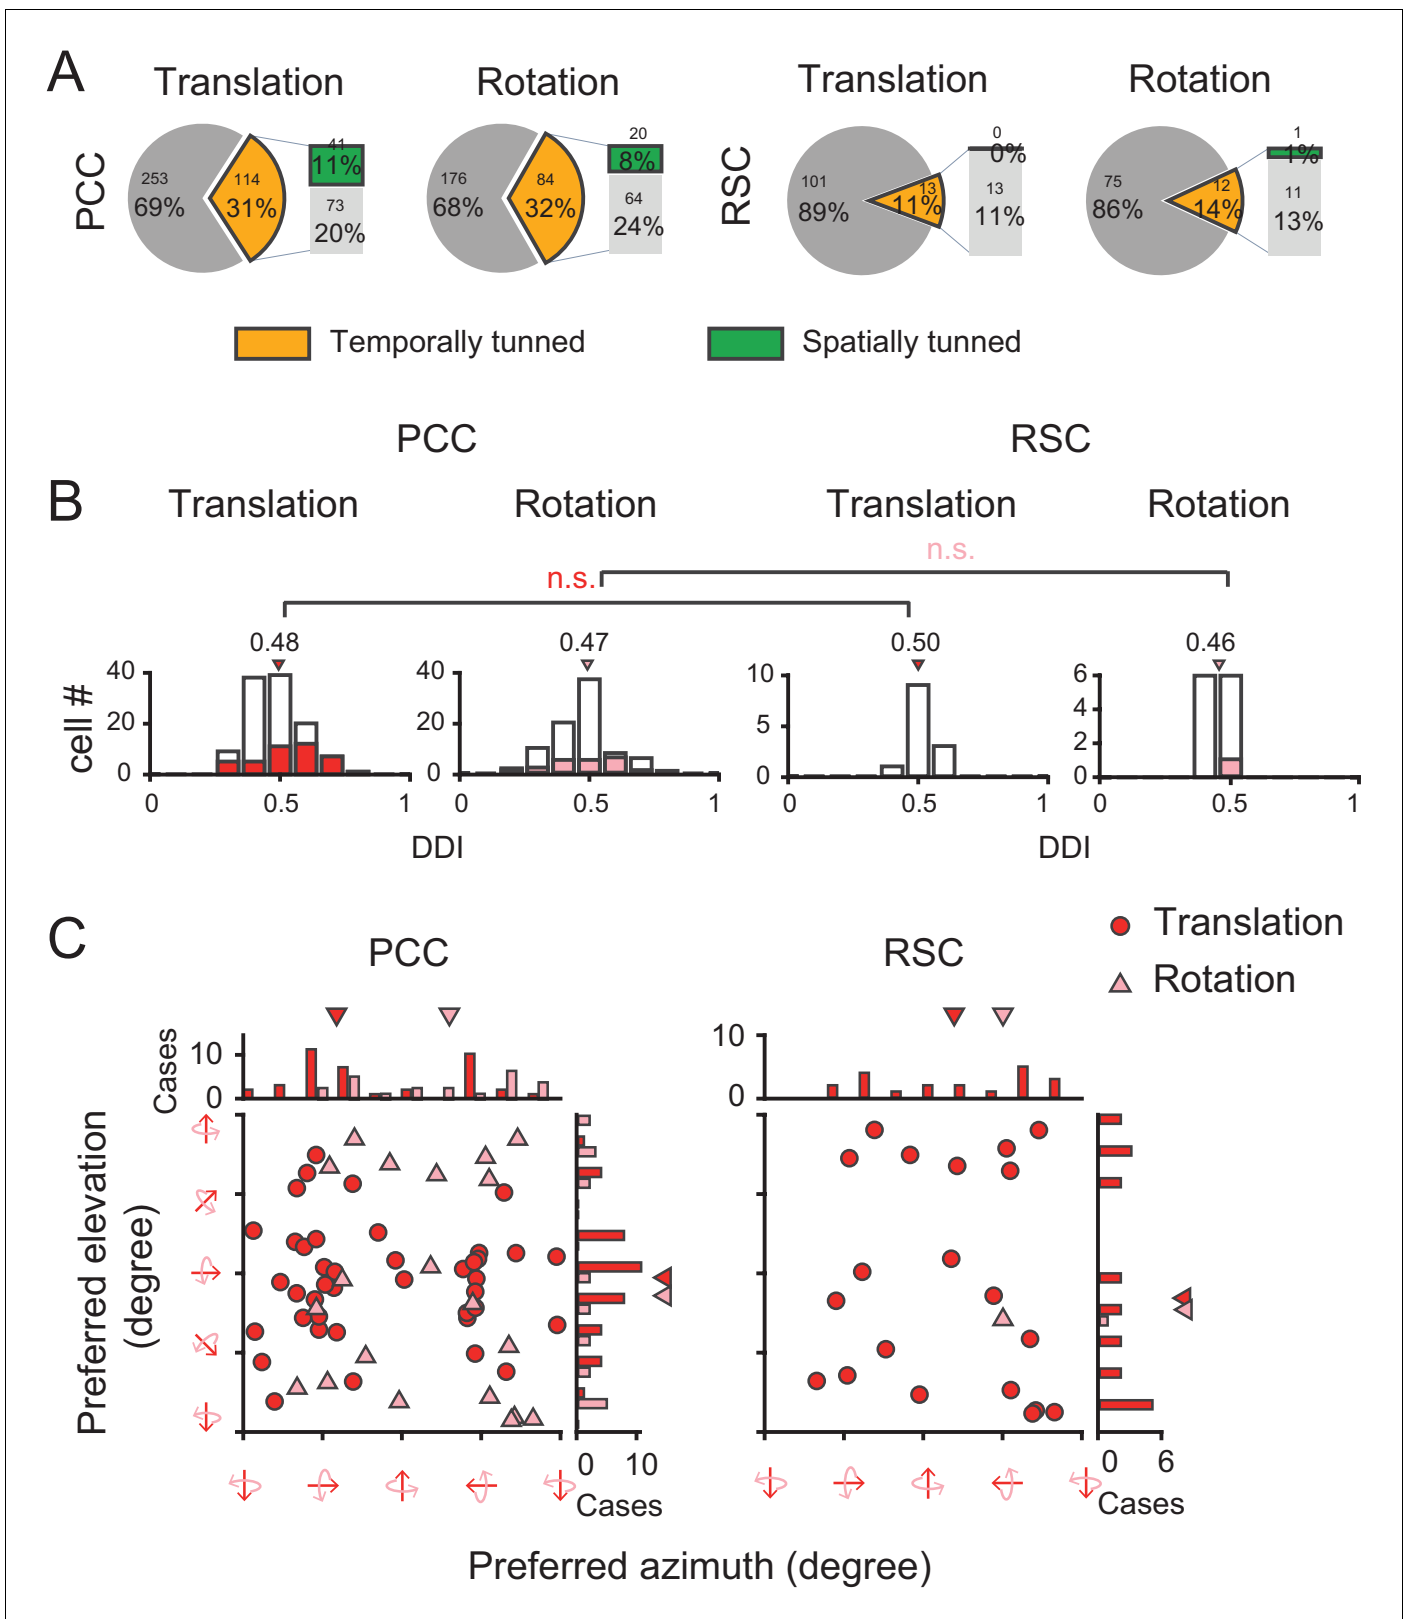 A
Translation
Rotation
Translation
Rotation
PCC
253
69%
114
31%
41
11%
73
20%
176
68%
84
32%
20
8%
64
24%
RSC
101
89%
13
11%
0
0%
13
11%
75
86%
12
14%
1
1%
11
13%
Temporally tunned
Spatially tunned
PCC
RSC
B
Translation
Rotation
Translation
Rotation
n.s.
n.s.
0.48
0.47
0.50
0.46
cell #
40
20
0
0
0.5
1
40
20
0
0
0.5
1
10
5
0
0
0.5
1
6
4
2
0
0
0.5
1
DDI
DDI
C
PCC
RSC
Translation
Rotation
Cases
10
0
10
0
Preferred elevation
(degree)
0
10
Cases
0
6
Cases
Preferred azimuth (degree)